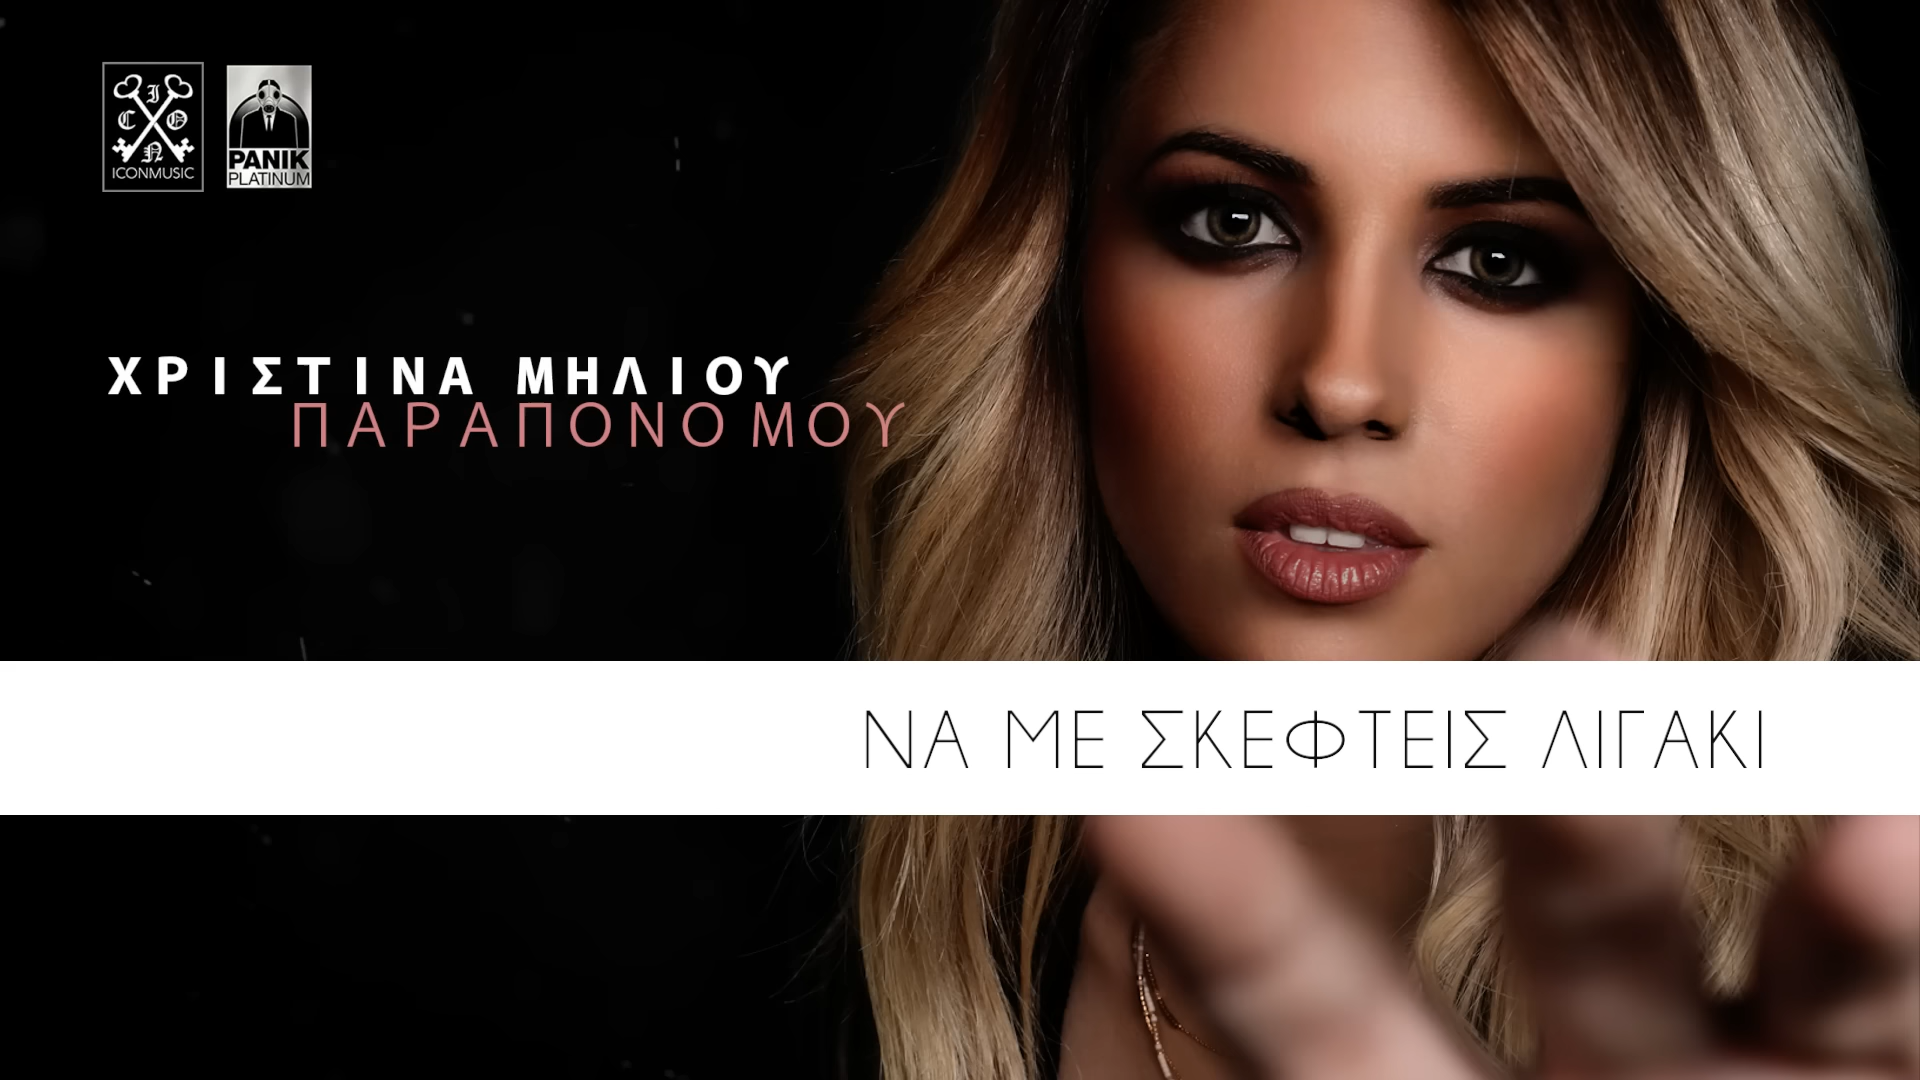 I
C O
N
ICONMUSIC
PANIK
PLATINUM
ΧΡΙΣΤΙΝΑ ΜΗΛΙΟΥ
ΠΑΡΑΠΟΝΟ ΜΟΥ
ΝΑ ΜΕ ΣΚΕΦΤΕΙΣ ΛΙΓΑΚΙ